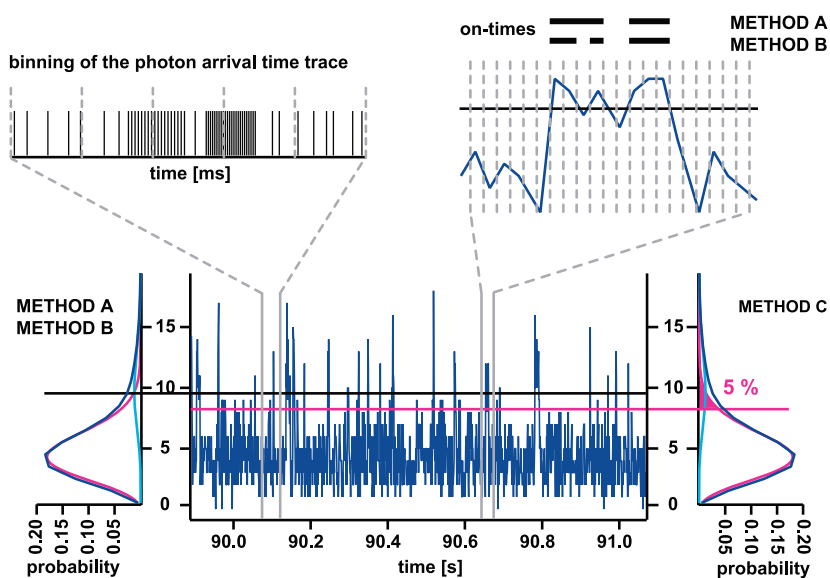 on-times
METHOD A
METHOD B
binning of the photon arrival time trace
time [ms]
METHOD A
METHOD B
METHOD C
15
15
10
10
5 %
5
5
0
0
0.20
0.15
0.10
0.05
probability
90.0
90.2
90.4
90.6
90.8
91.0
time [s]
0.05
0.10
0.15
0.20
probability